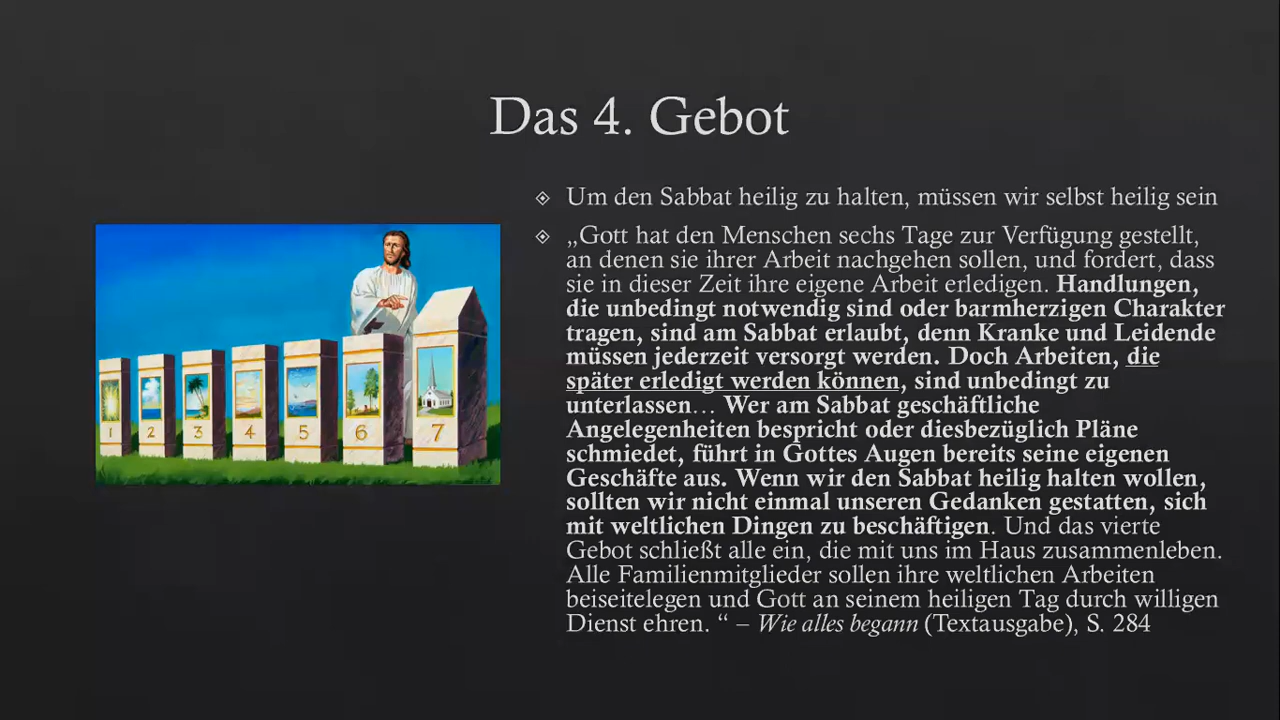 Das 4. Gebot
Um den Sabbat heilig zu halten, müssen wir selbst heilig sein
„Gott hat den Menschen sechs Tage zur Verfügung gestellt,
an denen sie ihrer Arbeit nachgehen sollen, und fordert, dass
sie in dieser Zeit ihre eigene Arbeit erledigen. Handlungen,
die unbedingt notwendig sind oder barmherzigen Charakter
tragen, sind am Sabbat erlaubt, denn Kranke und Leidende
müssen jederzeit versorgt werden. Doch Arbeiten, die
später erledigt werden können, sind unbedingt zu
unterlassen… Wer am Sabbat geschäftliche
Angelegenheiten bespricht oder diesbezüglich Pläne
schmiedet, führt in Gottes Augen bereits seine eigenen
Geschäfte aus. Wenn wir den Sabbat heilig halten wollen,
sollten wir nicht einmal unseren Gedanken gestatten, sich
mit weltlichen Dingen zu beschäftigen. Und das vierte
Gebot schließt alle ein, die mit uns im Haus zusammenleben.
Alle Familienmitglieder sollen ihre weltlichen Arbeiten
beiseitelegen und Gott an seinem heiligen Tag durch willigen
Dienst ehren. “ – Wie alles begann (Textausgabe), S. 284
1 2 3 4 5 6 7